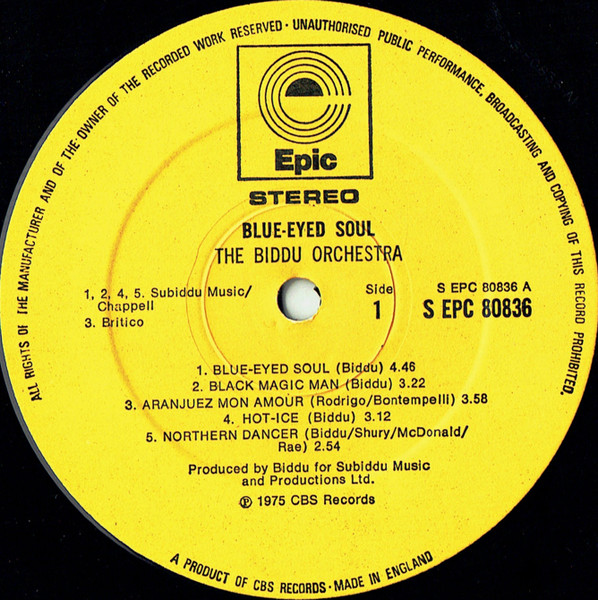 ALL RIGHTS OF THE MANUFACTURER AND OF THE OWNER OF THE RECORDED WORK RESERVED · UNAUTHORISED PUBLIC PERFORMANCE, BROADCASTING AND COPYING OF THIS RECORD PROHIBITED.
e
Epic
STEREO
BLUE-EYED SOUL
THE BIDDU ORCHESTRA
1, 2, 4, 5. Subiddu Music/
Chappell
3. Britico
Side
1
S EPC 80836 A
S EPC 80836
1. BLUE-EYED SOUL (Biddu) 4.46
2. BLACK MAGIC MAN (Biddu) 3.22
3. ARANJUEZ MON AMOUR (Rodrigo/Bontempelli) 3.58
4. HOT-ICE (Biddu) 3.12
5. NORTHERN DANCER (Biddu/Shury/McDonald/
Rae) 2.54
Produced by Biddu for Subiddu Music
and Productions Ltd.
℗ 1975 CBS Records
A PRODUCT OF CBS RECORDS · MADE IN ENGLAND